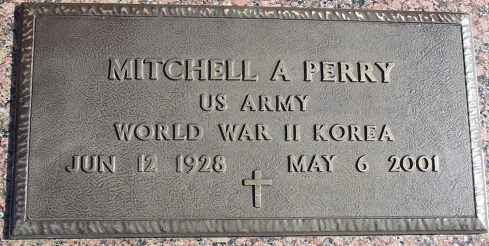 MITCHELL A PERRY
US ARMY
WORLD WAR II KOREA
JUN 12 1928 MAY 6 2001